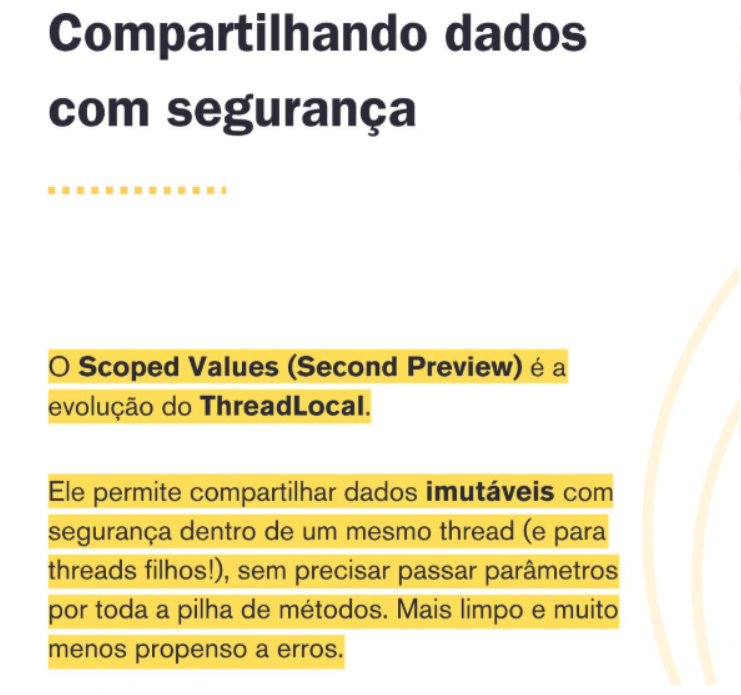 Compartilhando dados
com segurança
O Scoped Values (Second Preview) é a
evolução do ThreadLocal.
Ele permite compartilhar dados imutáveis com
segurança dentro de um mesmo thread (e para
threads filhos!), sem precisar passar parâmetros
por toda a pilha de métodos. Mais limpo e muito
menos propenso a erros.